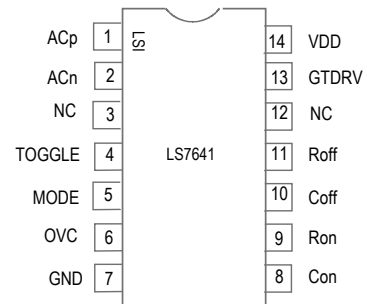 ACp 1 LSI 14 VDD
ACn 2 13 GTDRV
NC 3 12 NC
TOGGLE 4 LS7641 11 Roff
MODE 5 10 Coff
OVC 6 9 Ron
GND 7 8 Con